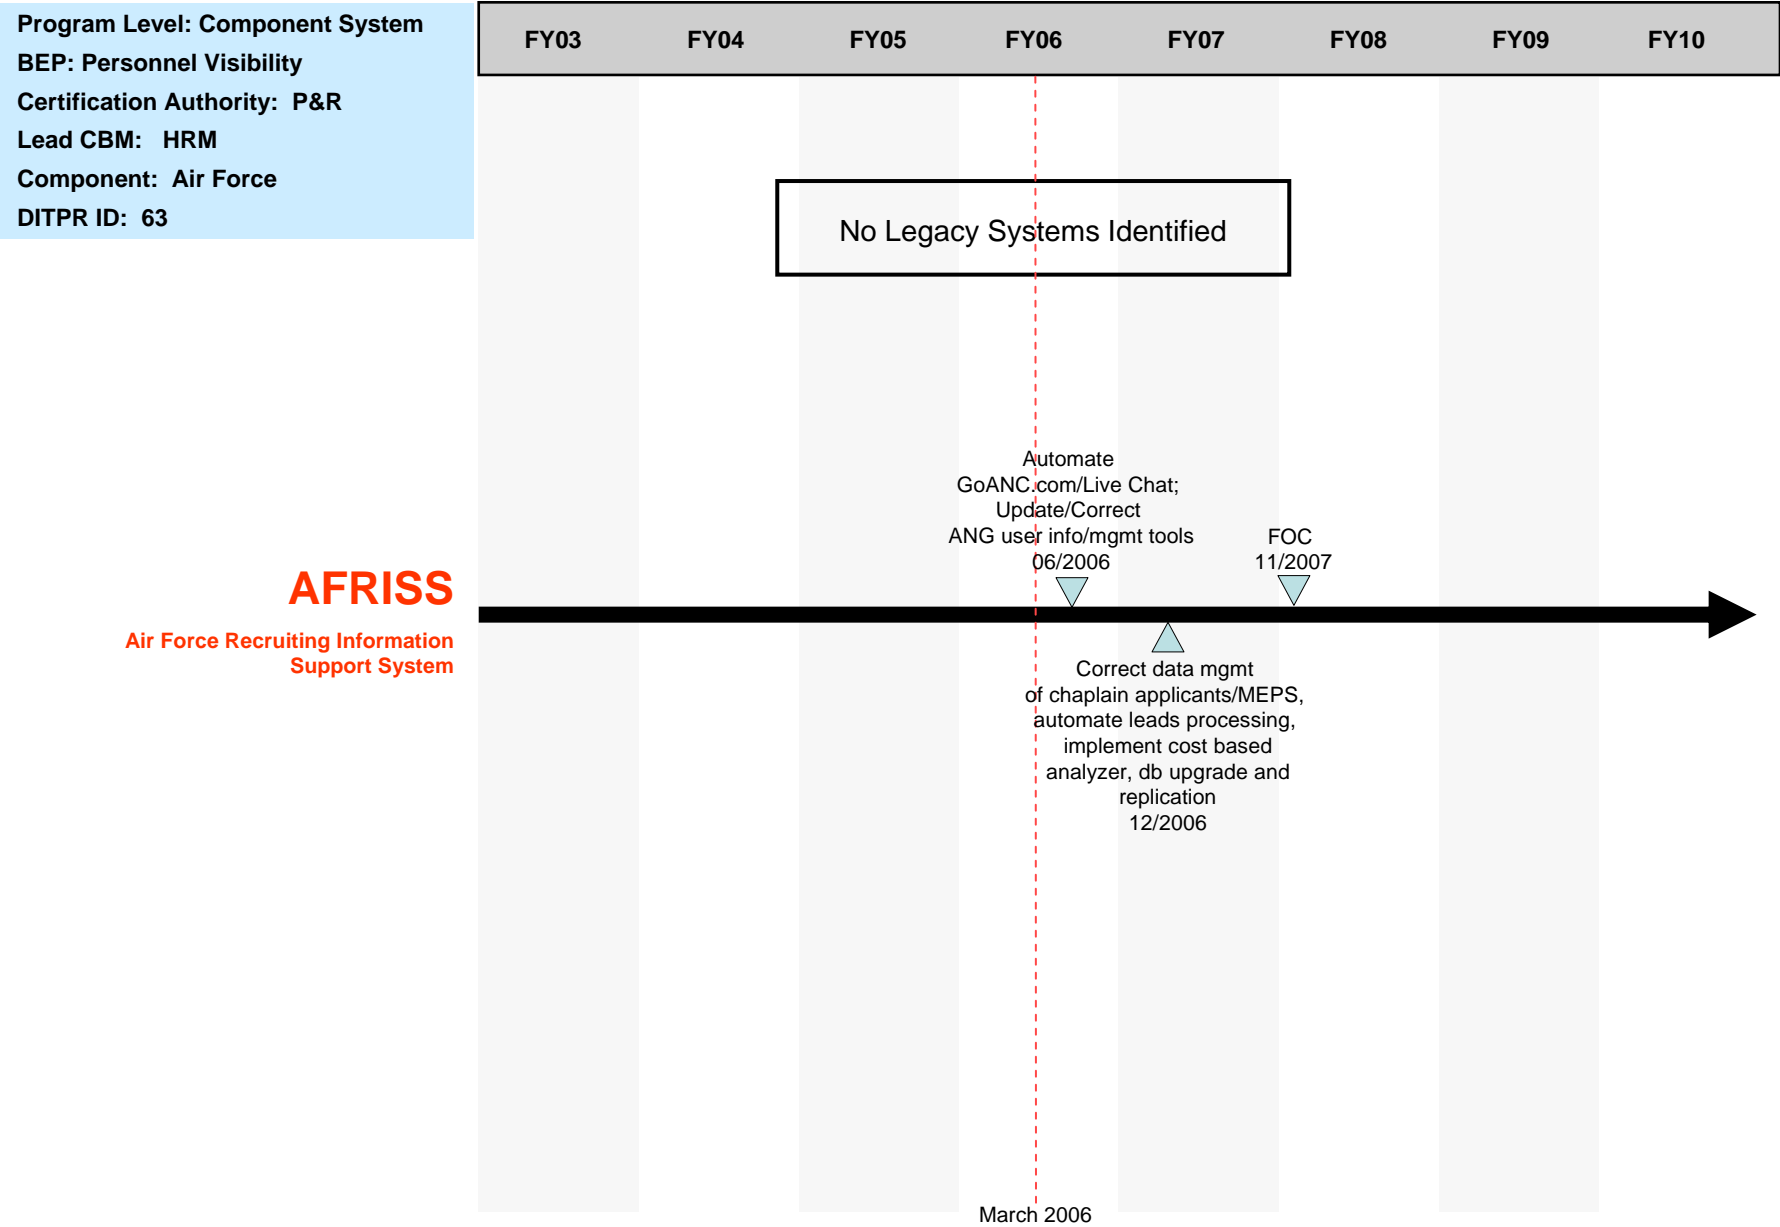 Program Level: Component System
BEP: Personnel Visibility
Certification Authority:  P&R
Lead CBM:   HRM
Component:  Air Force
DITPR ID:  63
FY03 FY04 FY05 FY06 FY07 FY08 FY09 FY10
No Legacy Systems Identified
Automate
GoANC.com/Live Chat;
Update/Correct
ANG user info/mgmt tools
06/2006
FOC
11/2007
AFRISS
Air Force Recruiting Information
Support System
Correct data mgmt
of chaplain applicants/MEPS,
automate leads processing,
implement cost based
analyzer, db upgrade and
replication
12/2006
March 2006